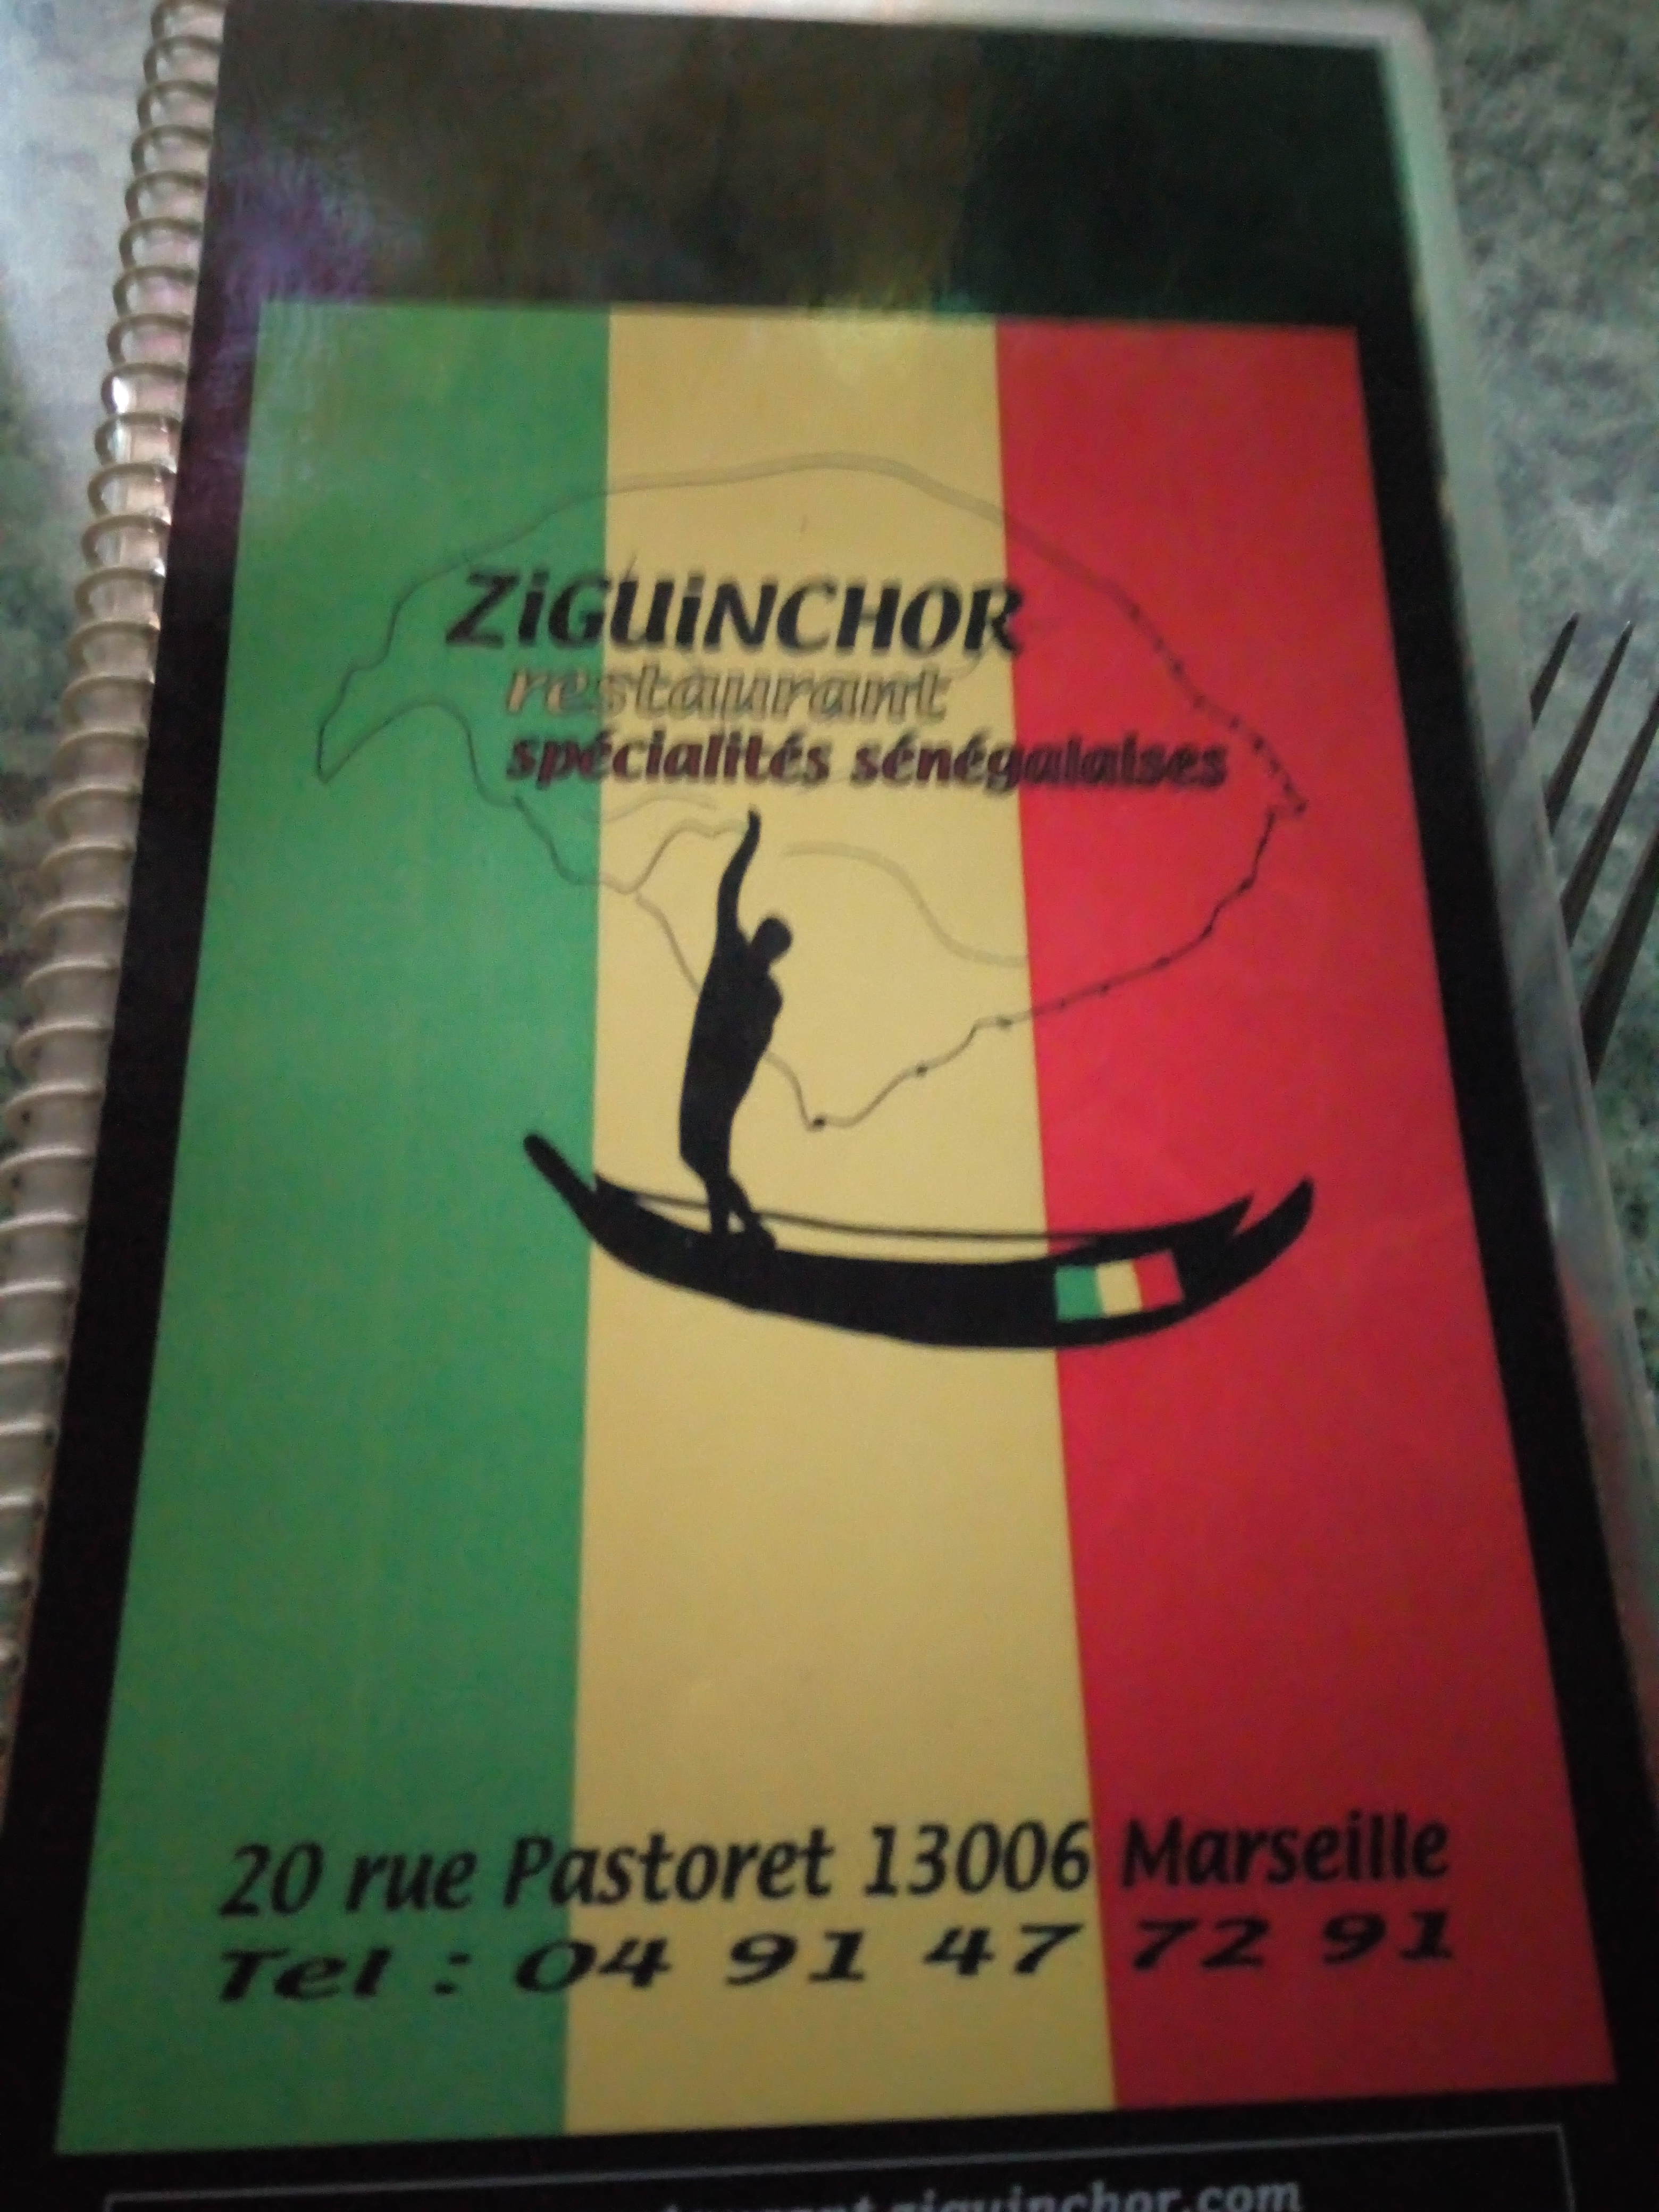 ZiGUiNCHOR
restaurant
spécialités sénégalaises
20 rue Pastoret 13006 Marseille
Tel : 04 91 47 72 91